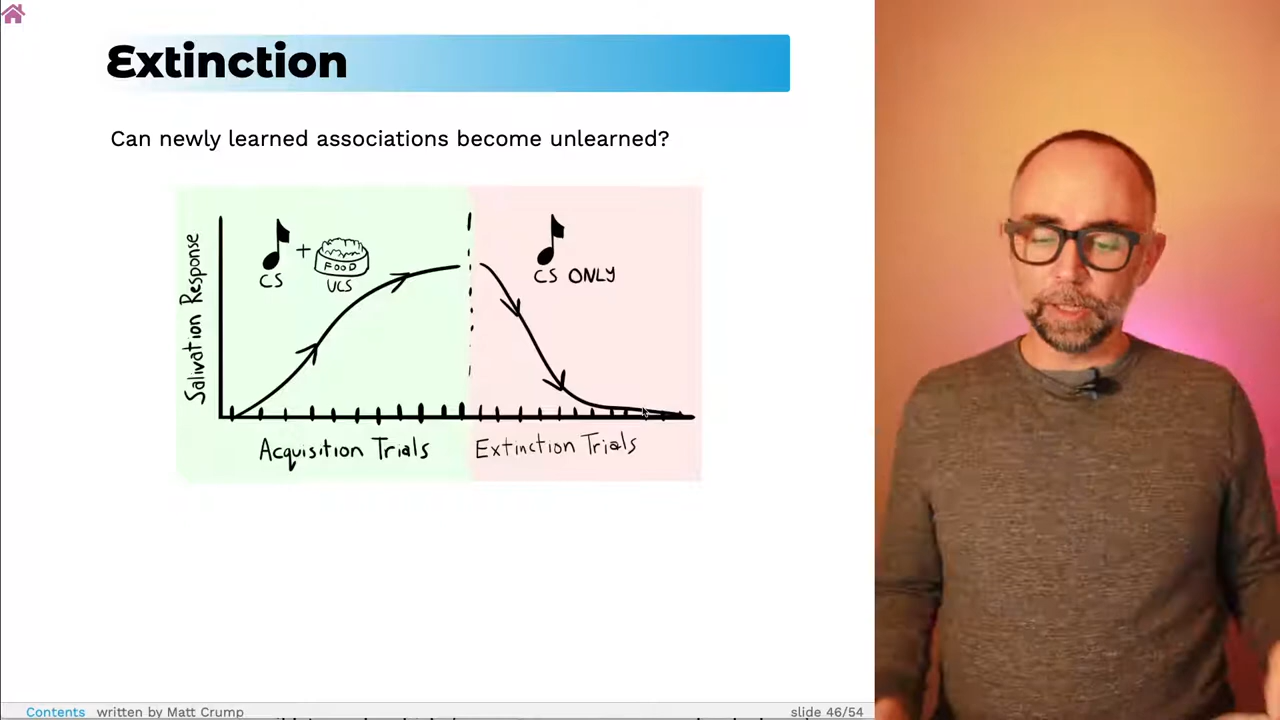 Extinction
Can newly learned associations become unlearned?
Salivation Response
+
FOOD
CS
UCS
CS ONLY
Acquisition Trials
Extinction Trials
Contents written by Matt Crump
slide 46/54